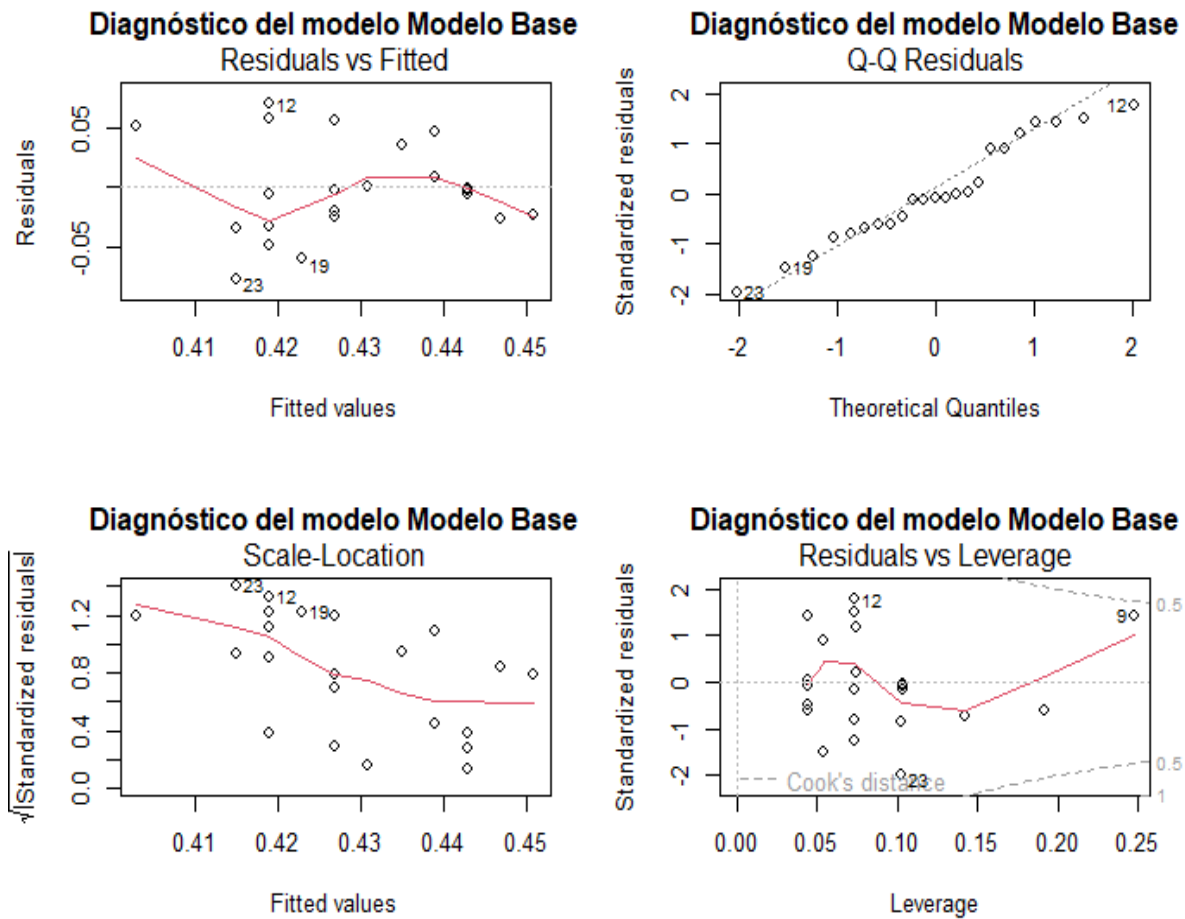 Diagnóstico del modelo Modelo Base
Residuals vs Fitted
Residuals
0.05
-0.05
12
19
23
0.41 0.42 0.43 0.44 0.45
Fitted values
Diagnóstico del modelo Modelo Base
Q-Q Residuals
Standardized residuals
2
1
0
-1
-2
12
19
23
-2 -1 0 1 2
Theoretical Quantiles
Diagnóstico del modelo Modelo Base
Scale-Location
√|Standardized residuals|
1.2
0.8
0.4
0.0
23
12
19
0.41 0.42 0.43 0.44 0.45
Fitted values
Diagnóstico del modelo Modelo Base
Residuals vs Leverage
Standardized residuals
2
1
0
-1
-2
12
9
23
Cook's distance
0.5
0.5
1
0.00 0.05 0.10 0.15 0.20 0.25
Leverage